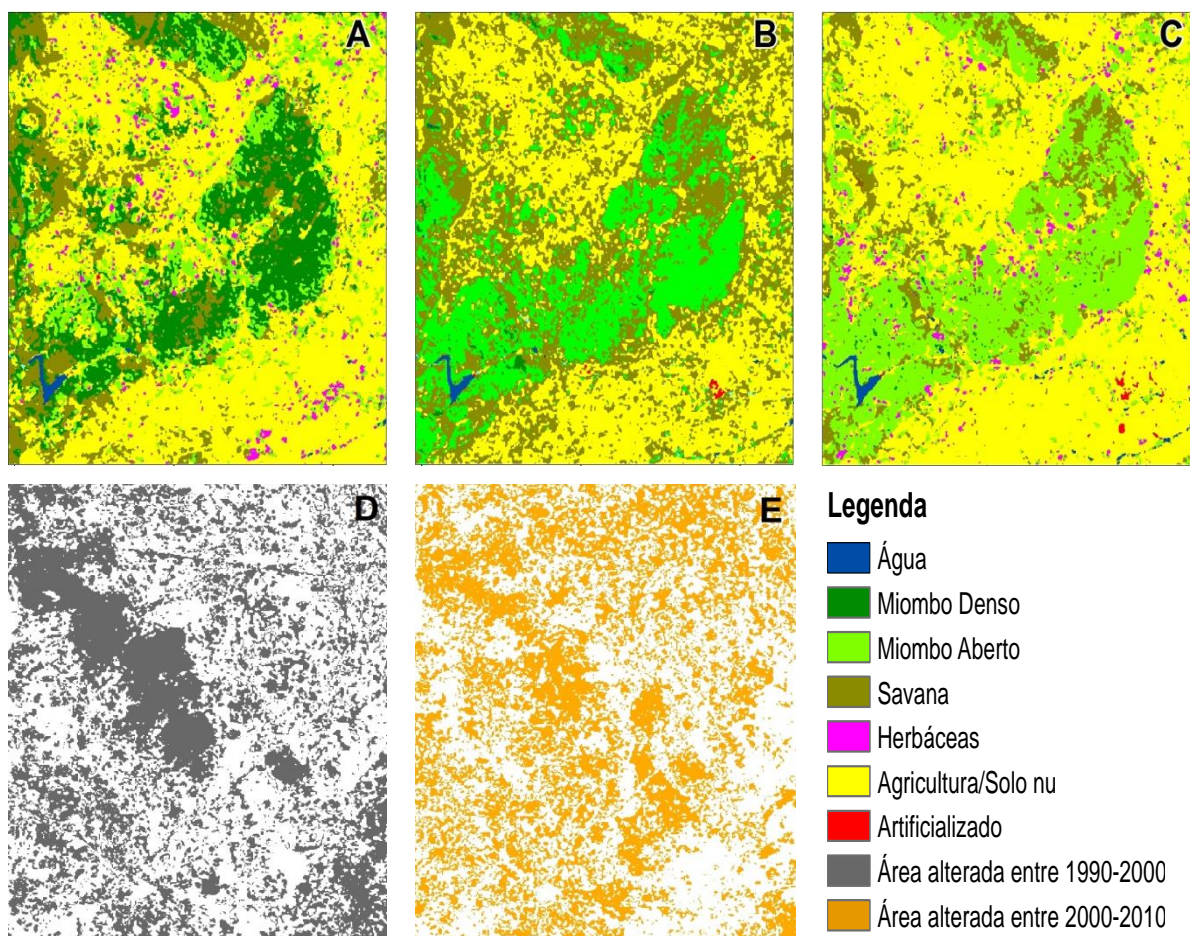 A
B
C
D
E
Legenda
Água
Miombo Denso
Miombo Aberto
Savana
Herbáceas
Agricultura/Solo nu
Artificializado
Área alterada entre 1990-2000
Área alterada entre 2000-2010